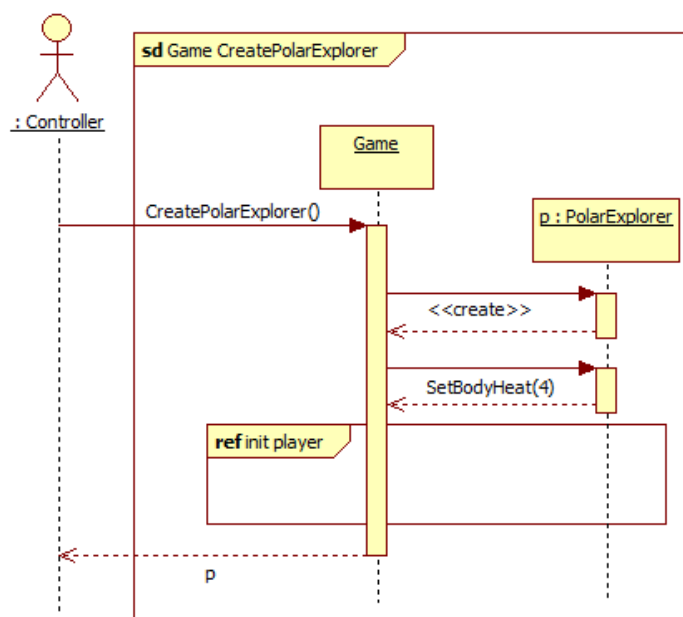 sd Game CreatePolarExplorer
: Controller
Game
CreatePolarExplorer()
p : PolarExplorer
<<create>>
SetBodyHeat(4)
ref init player
p